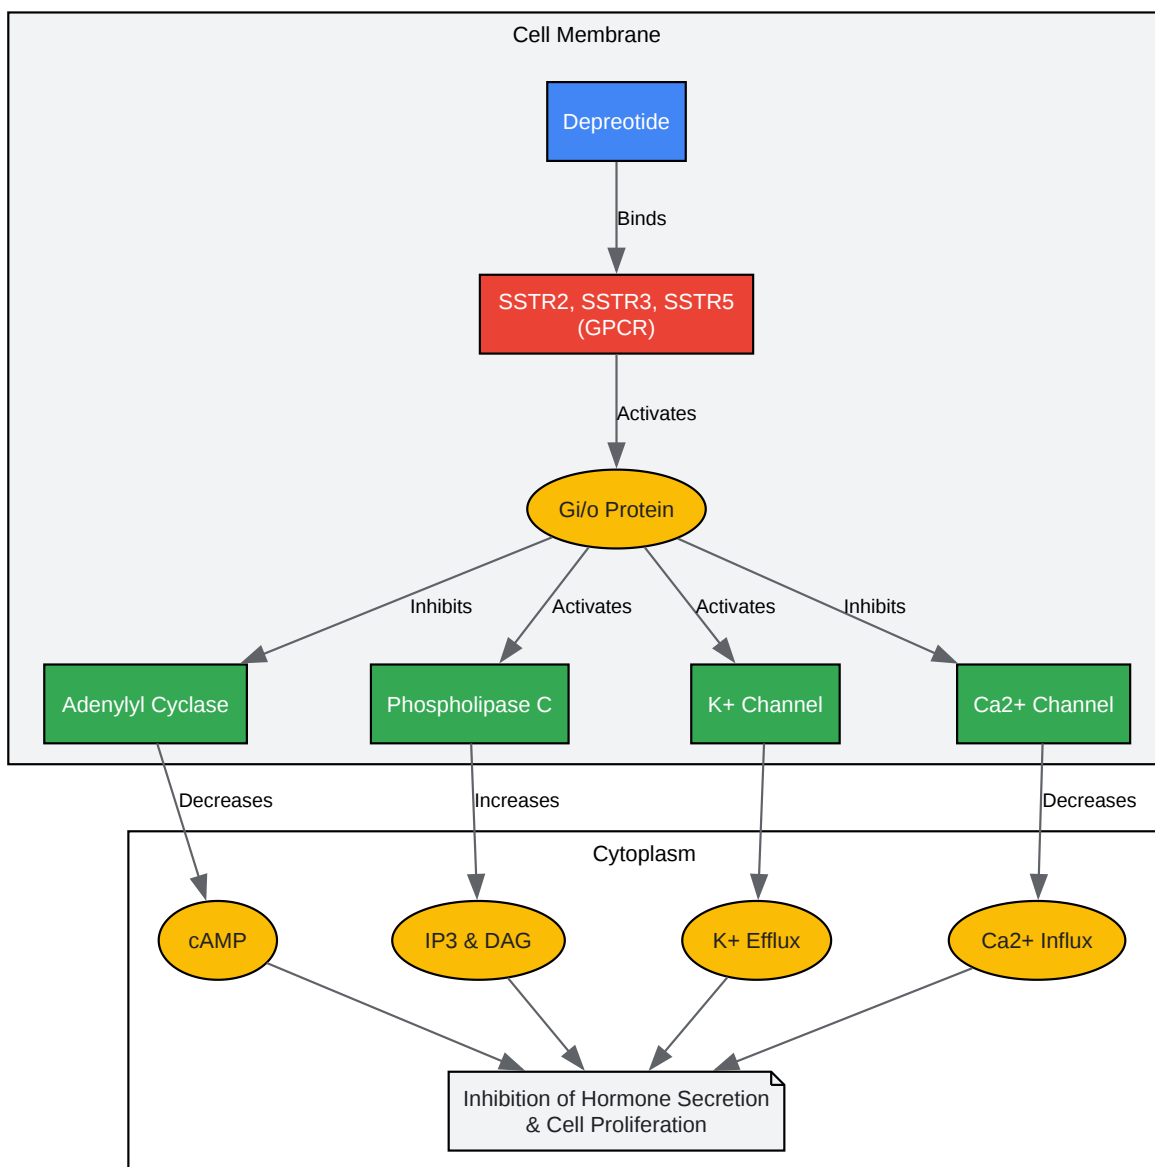 Cell Membrane
Depreotide
Binds
SSTR2, SSTR3, SSTR5
(GPCR)
Activates
Gi/o Protein
Inhibits
Activates
Activates
Inhibits
Adenylyl Cyclase
Phospholipase C
K+ Channel
Ca2+ Channel
Decreases
Increases
Decreases
Cytoplasm
cAMP
IP3 & DAG
K+ Efflux
Ca2+ Influx
Inhibition of Hormone Secretion
& Cell Proliferation